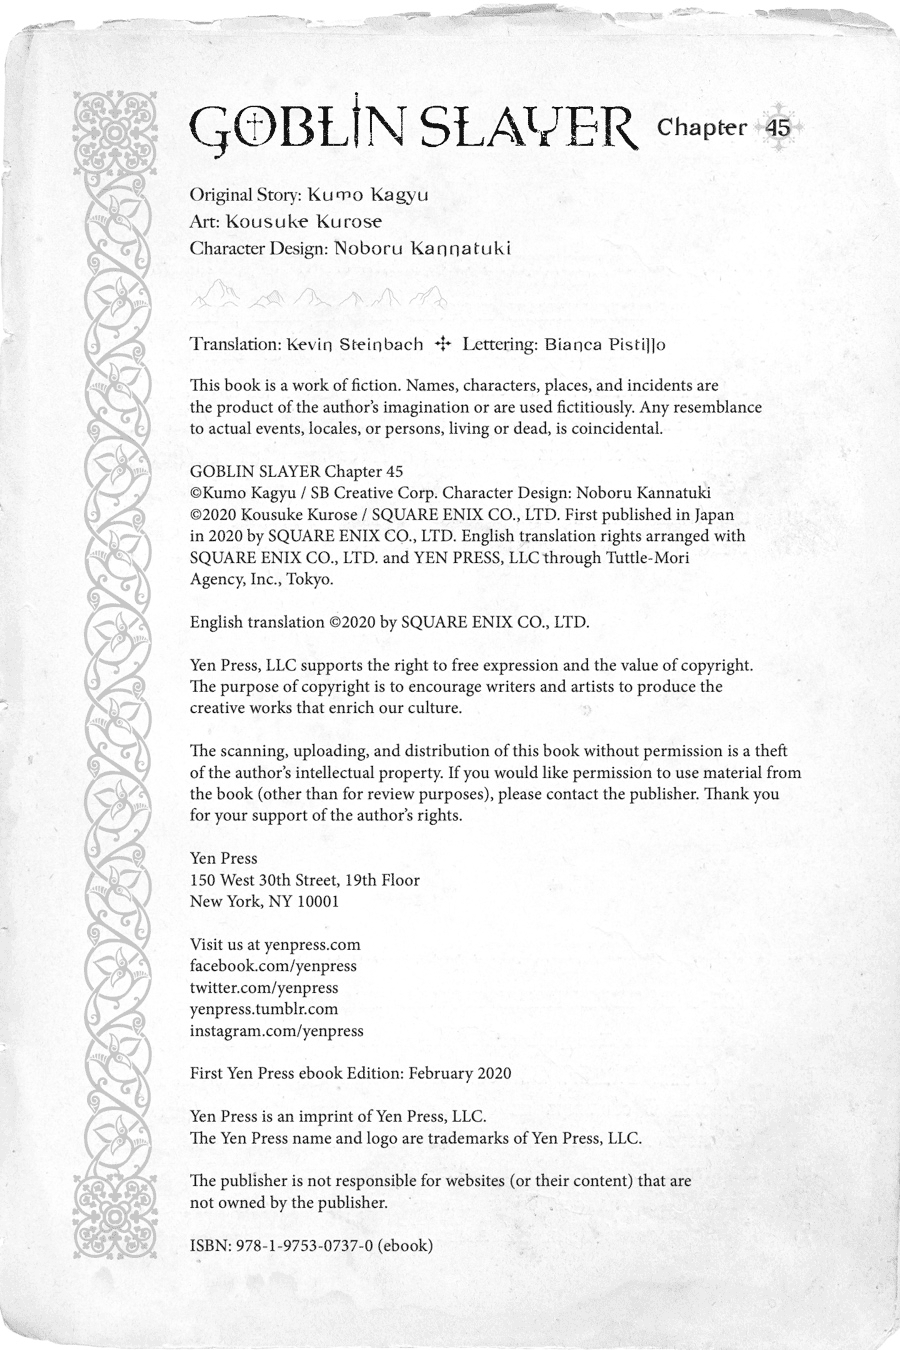 GOBLIN SLAYER Chapter 45
Original Story: Kumo Kagyu
Art: Kousuke Kurose
Character Design: Noboru Kannatuki
Translation: Kevin Steinbach Lettering: Bianca Pistillo
This book is a work of fiction. Names, characters, places, and incidents are
the product of the author’s imagination or are used fictitiously. Any resemblance
to actual events, locales, or persons, living or dead, is coincidental.
GOBLIN SLAYER Chapter 45
©Kumo Kagyu / SB Creative Corp. Character Design: Noboru Kannatuki
©2020 Kousuke Kurose / SQUARE ENIX CO., LTD. First published in Japan
in 2020 by SQUARE ENIX CO., LTD. English translation rights arranged with
SQUARE ENIX CO., LTD. and YEN PRESS, LLC through Tuttle-Mori
Agency, Inc., Tokyo.
English translation ©2020 by SQUARE ENIX CO., LTD.
Yen Press, LLC supports the right to free expression and the value of copyright.
The purpose of copyright is to encourage writers and artists to produce the
creative works that enrich our culture.
The scanning, uploading, and distribution of this book without permission is a theft
of the author’s intellectual property. If you would like permission to use material from
the book (other than for review purposes), please contact the publisher. Thank you
for your support of the author’s rights.
Yen Press
150 West 30th Street, 19th Floor
New York, NY 10001
Visit us at yenpress.com
facebook.com/yenpress
twitter.com/yenpress
yenpress.tumblr.com
instagram.com/yenpress
First Yen Press ebook Edition: February 2020
Yen Press is an imprint of Yen Press, LLC.
The Yen Press name and logo are trademarks of Yen Press, LLC.
The publisher is not responsible for websites (or their content) that are
not owned by the publisher.
ISBN: 978-1-9753-0737-0 (ebook)